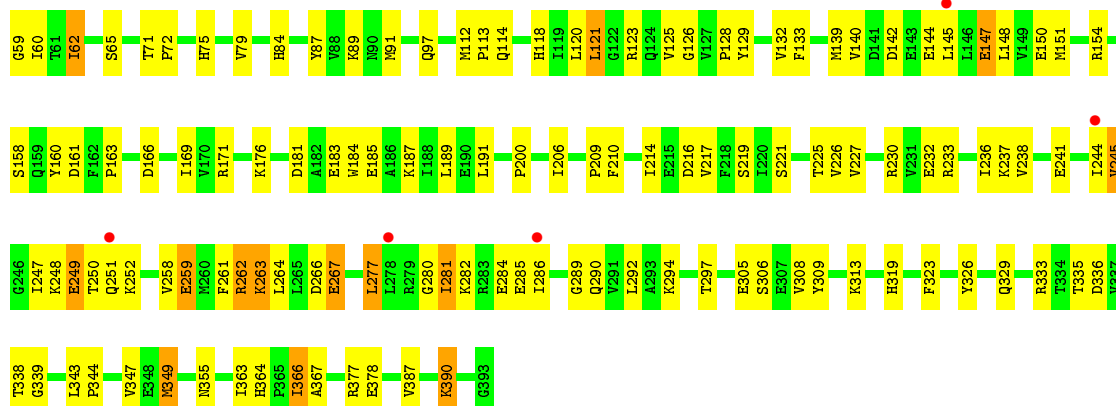 G59 I60 T61 I62 S65 T71 P72 H75 V79 H84 Y87 V88 K89 N90 M91 Q97 M112 P113 Q114 H118 I119 L120 L121 G122 R123 Q124 V125 G126 V127 P128 Y129 V132 F133 M139 V140 D141 D142 E143 E144 L145 L146 E147 L148 V149 E150 M151 R154
S158 Q159 Y160 D161 F162 P163 D166 I169 V170 R171 K176 D181 A182 E183 W184 E185 A186 K187 I188 L189 E190 L191 P200 I206 P209 F210 I214 E215 D216 V217 F218 S219 I220 S221 T225 V226 V227 R230 V231 E232 R233 I236 K237 V238 E241 I244 V245
G246 I247 K248 E249 T250 Q251 K252 V258 E259 M260 F261 R262 K263 L264 L265 D266 E267 L277 L278 R279 G280 I281 K282 R283 E284 E285 I286 G289 Q290 V291 L292 A293 K294 T297 E305 S306 E307 V308 Y309 K313 H319 F323 Y326 Q329 R333 T334 T335 D336 V337
T338 G339 L343 P344 V347 E348 M349 N355 I363 H364 P365 I366 A367 R377 E378 V387 K390 G393